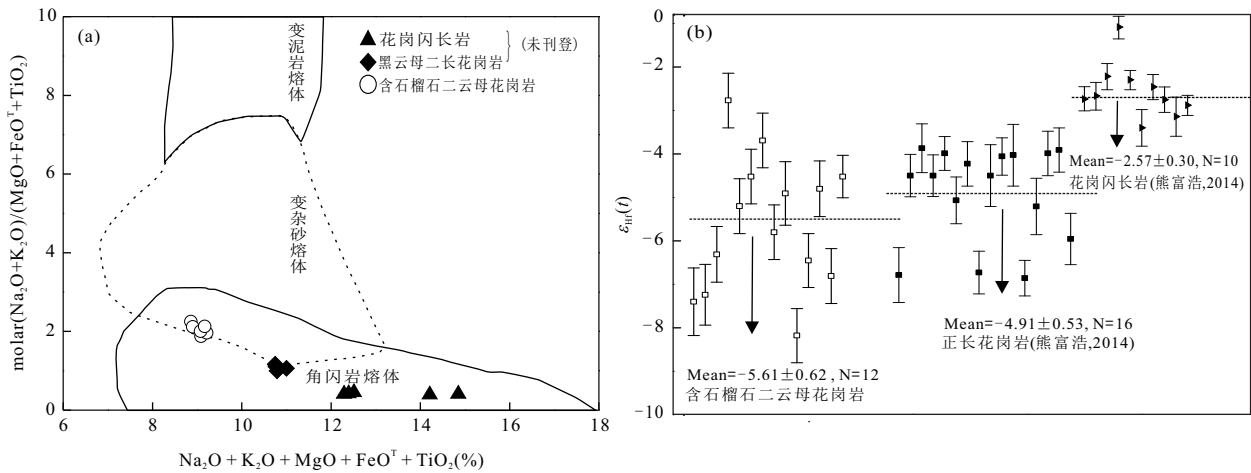 (a)
变泥岩熔体
花岗闪长岩
黑云母二长花岗岩
}(未刊登)
含石榴石二云母花岗岩
变杂砂熔体
角闪岩熔体
molar(Na₂O+K₂O)/(MgO+FeOᵀ+TiO₂)
10
8
6
4
2
0
6 8 10 12 14 16 18
Na₂O + K₂O + MgO + FeOᵀ + TiO₂(%)
(b)
εHf(t)
0
−2
−4
−6
−8
−10
Mean=−2.57±0.30, N=10
花岗闪长岩(熊富浩,2014)
Mean=−4.91±0.53, N=16
正长花岗岩(熊富浩,2014)
Mean=−5.61±0.62 , N=12
含石榴石二云母花岗岩